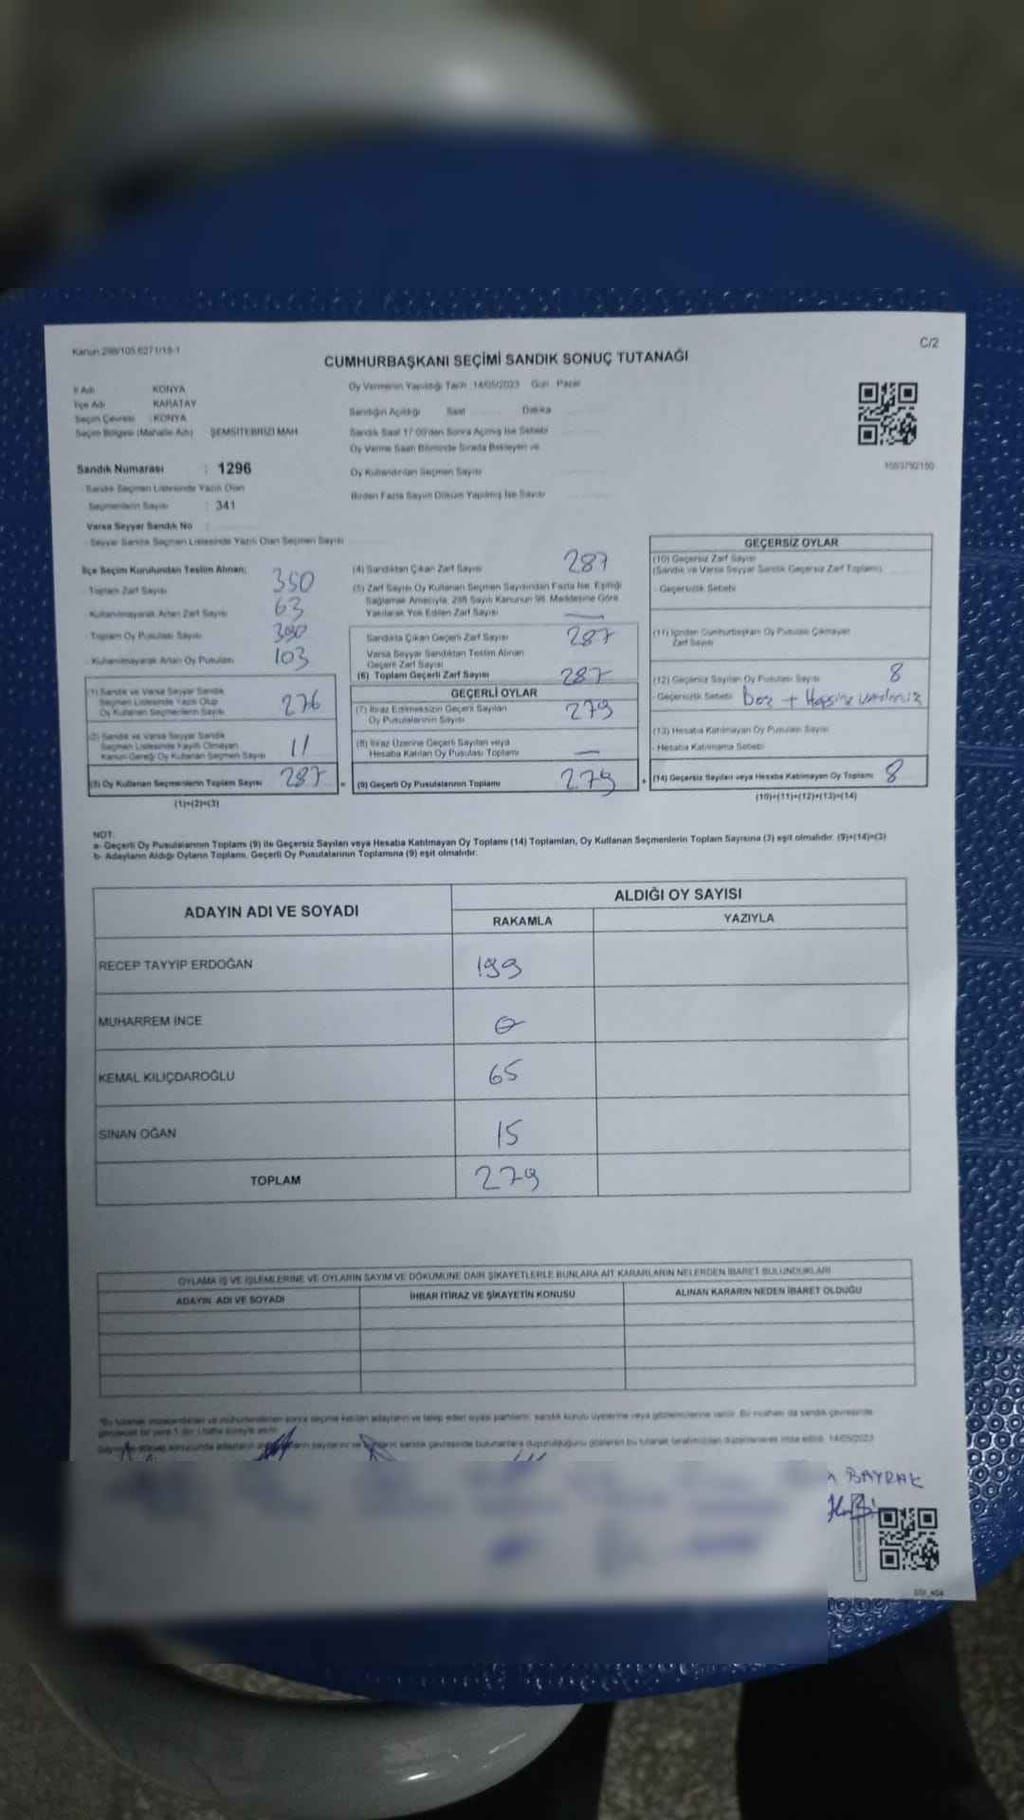 Kanun:298/105.6271/19-1
C/2
CUMHURBAŞKANI SEÇİMİ SANDIK SONUÇ TUTANAĞI
İl Adı KONYA
İlçe Adı KARATAY
Seçim Çevresi : KONYA
Seçim Bölgesi (Mahalle Adı) ŞEMSİTEBRİZİ MAH
Sandık Numarası : 1296
Sandık Seçmen Listesinde Yazılı Olan
Seçmenlerin Sayısı : 341
Varsa Seyyar Sandık No
Seyyar Sandık Seçmen Listesinde Yazılı Olan Seçmen Sayısı
Oy Vermenin Yapıldığı Tarih : 14/05/2023 Gün : Pazar
Sandığın Açıldığı Saat Dakika
Sandık Saat 17:00'den Sonra Açılmış İse Sebebi
Oy Verme Saati Bitiminde Sırada Bekleyen ve
Oy Kullandırılan Seçmen Sayısı
Birden Fazla Sayım Döküm Yapılmış İse Sayısı
İlçe Seçim Kurulundan Teslim Alınan;
- Toplam Zarf Sayısı 350
- Kullanılmayarak Artan Zarf Sayısı 63
- Toplam Oy Pusulası Sayısı 390
- Kullanılmayarak Artan Oy Pusulası 103
(1) Sandık ve Varsa Seyyar Sandık
Seçmen Listesinde Yazılı Olup
Oy Kullanan Seçmenlerin Sayısı 276
(2) Sandık ve Varsa Seyyar Sandık
Seçmen Listesinde Kayıtlı Olmayan
Kanun Gereği Oy Kullanan Seçmen Sayısı 11
(3) Oy Kullanan Seçmenlerin Toplam Sayısı 287
(1)+(2)=(3)
(4) Sandıktan Çıkan Zarf Sayısı 287
(5) Zarf Sayısı Oy Kullanan Seçmen Sayısından Fazla İse, Eşitliği
Sağlamak Amacıyla, 298 Sayılı Kanunun 98. Maddesine Göre
Yakılarak Yok Edilen Zarf Sayısı —
Sandıkta Çıkan Geçerli Zarf Sayısı 287
Varsa Seyyar Sandıktan Teslim Alınan
Geçerli Zarf Sayısı
(6) Toplam Geçerli Zarf Sayısı 287
GEÇERLİ OYLAR
(7) İtiraz Edilmeksizin Geçerli Sayılan
Oy Pusulalarının Sayısı 279
(8) İtiraz Üzerine Geçerli Sayılan veya
Hesaba Katılan Oy Pusulası Toplamı —
= (9) Geçerli Oy Pusulalarının Toplamı 279
GEÇERSİZ OYLAR
(10) Geçersiz Zarf Sayısı
(Sandık ve Varsa Seyyar Sandık Geçersiz Zarf Toplamı)
- Geçersizlik Sebebi
(11) İçinden Cumhurbaşkanı Oy Pusulası Çıkmayan
Zarf Sayısı
(12) Geçersiz Sayılan Oy Pusulası Sayısı 8
- Geçersizlik Sebebi Boş + Hepsine
(13) Hesaba Katılmayan Oy Pusulası Sayısı
- Hesaba Katılmama Sebebi
+ (14) Geçersiz Sayılan veya Hesaba Katılmayan Oy Toplamı 8
(10)+(11)+(12)+(13)=(14)
NOT:
a- Geçerli Oy Pusulalarının Toplamı (9) ile Geçersiz Sayılan veya Hesaba Katılmayan Oy Toplamı (14) Toplamları, Oy Kullanan Seçmenlerin Toplam Sayısına (3) eşit olmalıdır. (9)+(14)=(3)
b- Adayların Aldığı Oyların Toplamı, Geçerli Oy Pusulalarının Toplamına (9) eşit olmalıdır.
ADAYIN ADI VE SOYADI
ALDIĞI OY SAYISI
RAKAMLA YAZIYLA
RECEP TAYYİP ERDOĞAN 199
MUHARREM İNCE 0
KEMAL KILIÇDAROĞLU 65
SİNAN OĞAN 15
TOPLAM 279
OYLAMA İŞ VE İŞLEMLERİNE VE OYLARIN SAYIM VE DÖKÜMÜNE DAİR ŞİKAYETLERLE BUNLARA AİT KARARLARIN NELERDEN İBARET BULUNDUKLARI
ADAYIN ADI VE SOYADI İHBAR İTİRAZ VE ŞİKAYETİN KONUSU ALINAN KARARIN NEDEN İBARET OLDUĞU
BAYRAK